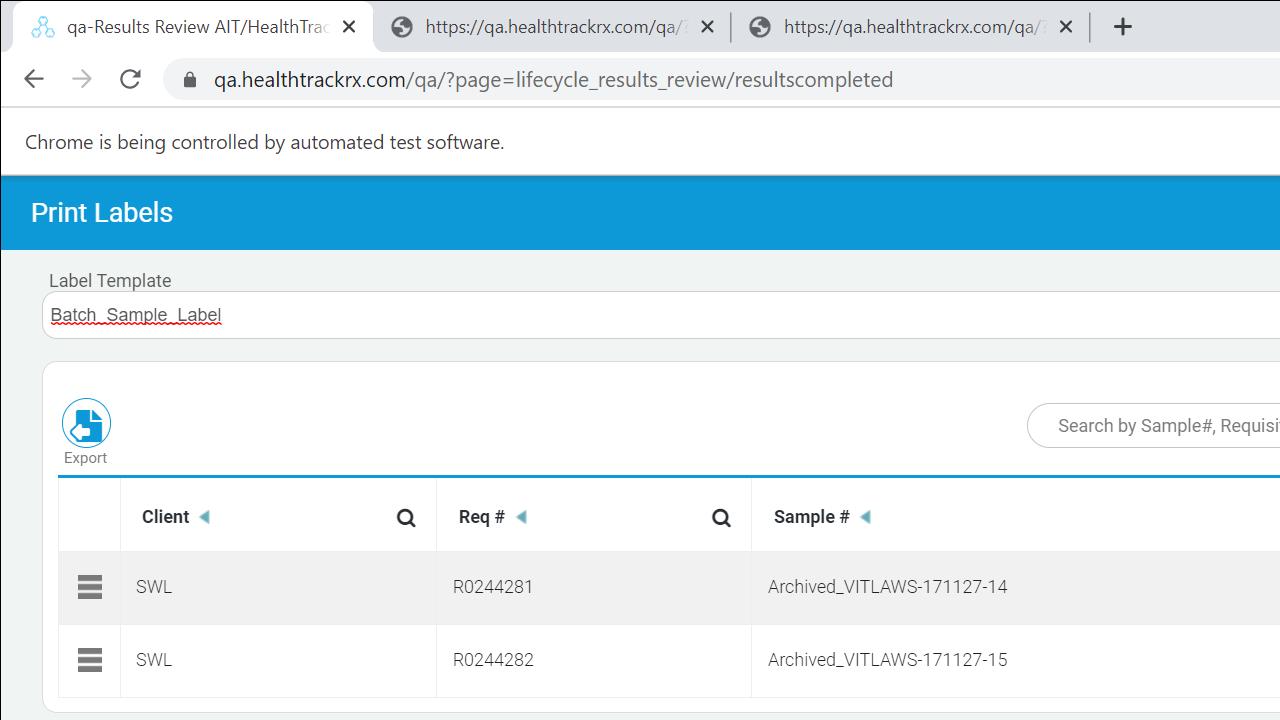 qa-Results Review AIT/HealthTrac
https://qa.healthtrackrx.com/qa/?
https://qa.healthtrackrx.com/qa/?
qa.healthtrackrx.com/qa/?page=lifecycle_results_review/resultscompleted
Chrome is being controlled by automated test software.
Print Labels
Label Template
Batch_Sample_Label
Export
Search by Sample#, Requisit
Client Req # Sample #
SWL R0244281 Archived_VITLAWS-171127-14
SWL R0244282 Archived_VITLAWS-171127-15